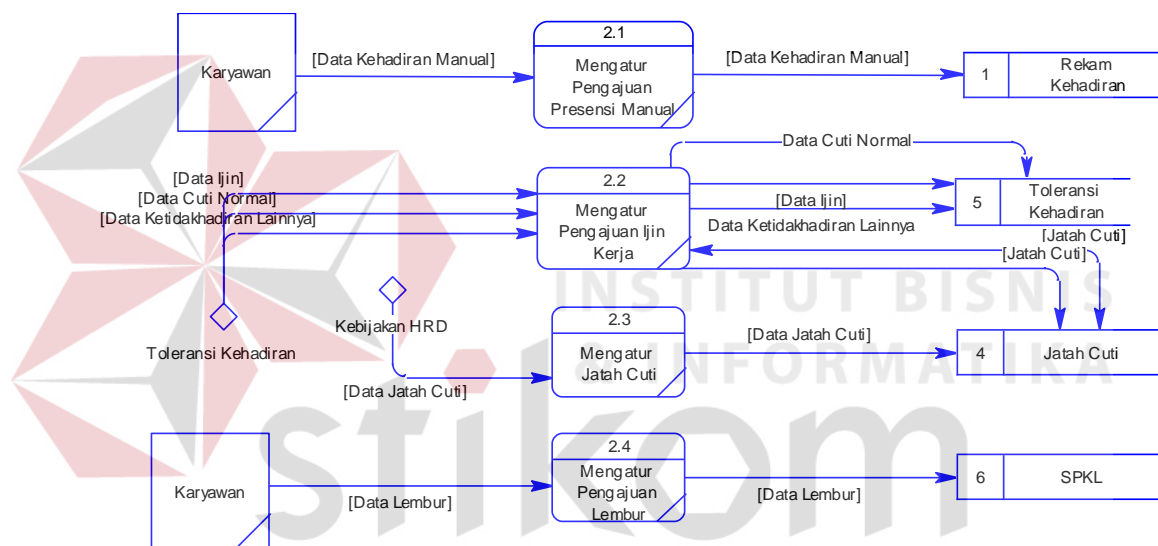 2.1
Karyawan
[Data Kehadiran Manual]
Mengatur
Pengajuan
Presensi Manual
[Data Kehadiran Manual]
1
Rekam
Kehadiran
Data Cuti Normal
[Data Ijin]
[Data Cuti Normal]
[Data Ketidakhadiran Lainnya]
2.2
Mengatur
Pengajuan Ijin
Kerja
[Data Ijin]
Data Ketidakhadiran Lainnya
5
Toleransi
Kehadiran
[Jatah Cuti]
[Jatah Cuti]
INSTITUT BISNIS
& INFORMATIKA
stikom
Toleransi Kehadiran
Kebijakan HRD
[Data Jatah Cuti]
2.3
Mengatur
Jatah Cuti
[Data Jatah Cuti]
4
Jatah Cuti
Karyawan
[Data Lembur]
2.4
Mengatur
Pengajuan
Lembur
[Data Lembur]
6
SPKL